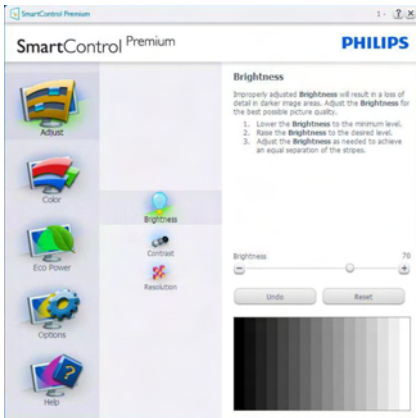 SmartControl Premium
1 - ? X
SmartControl Premium
PHILIPS
Adjust
Color
Eco Power
Options
Help
Brightness
Contrast
Resolution
Brightness
Improperly adjusted Brightness will result in a loss of
detail in darker image areas. Adjust the Brightness for
the best possible picture quality.
1. Lower the Brightness to the minimum level.
2. Raise the Brightness to the desired level.
3. Adjust the Brightness as needed to achieve
an equal separation of the stripes.
Brightness 70
Undo Reset